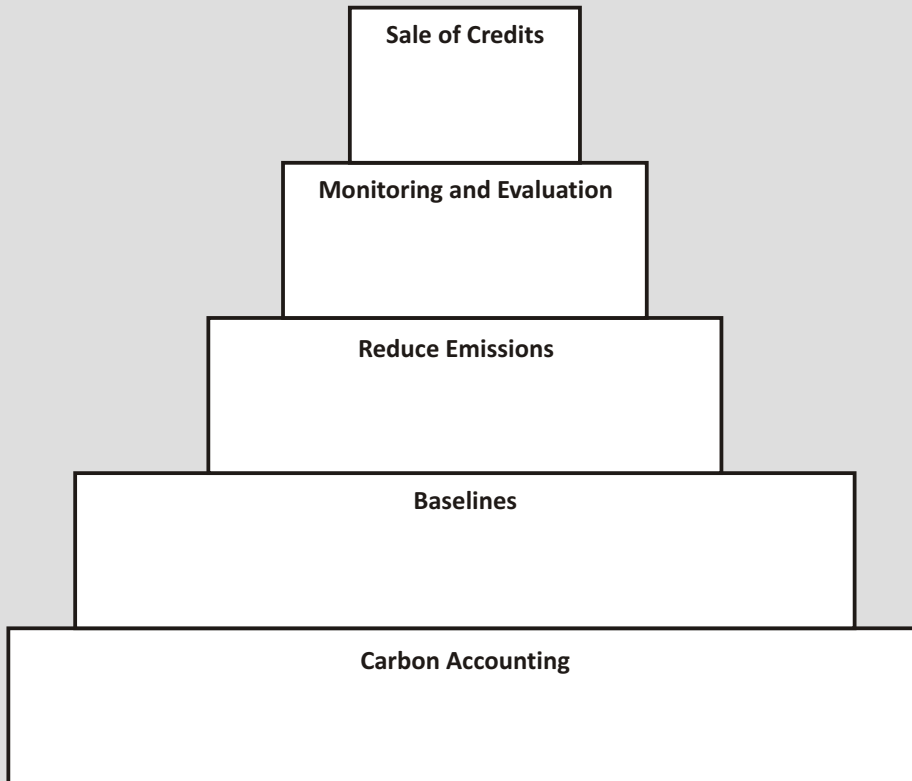 Sale of Credits
Monitoring and Evaluation
Reduce Emissions
Baselines
Carbon Accounting